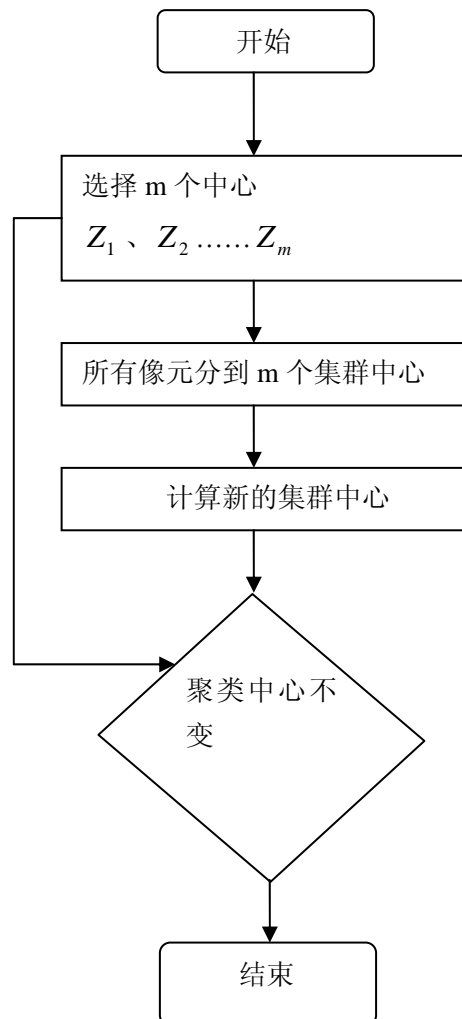 开始
选择 m 个中心
Z₁ 、 Z₂ …… Zₘ
所有像元分到 m 个集群中心
计算新的集群中心
聚类中心不
变
结束